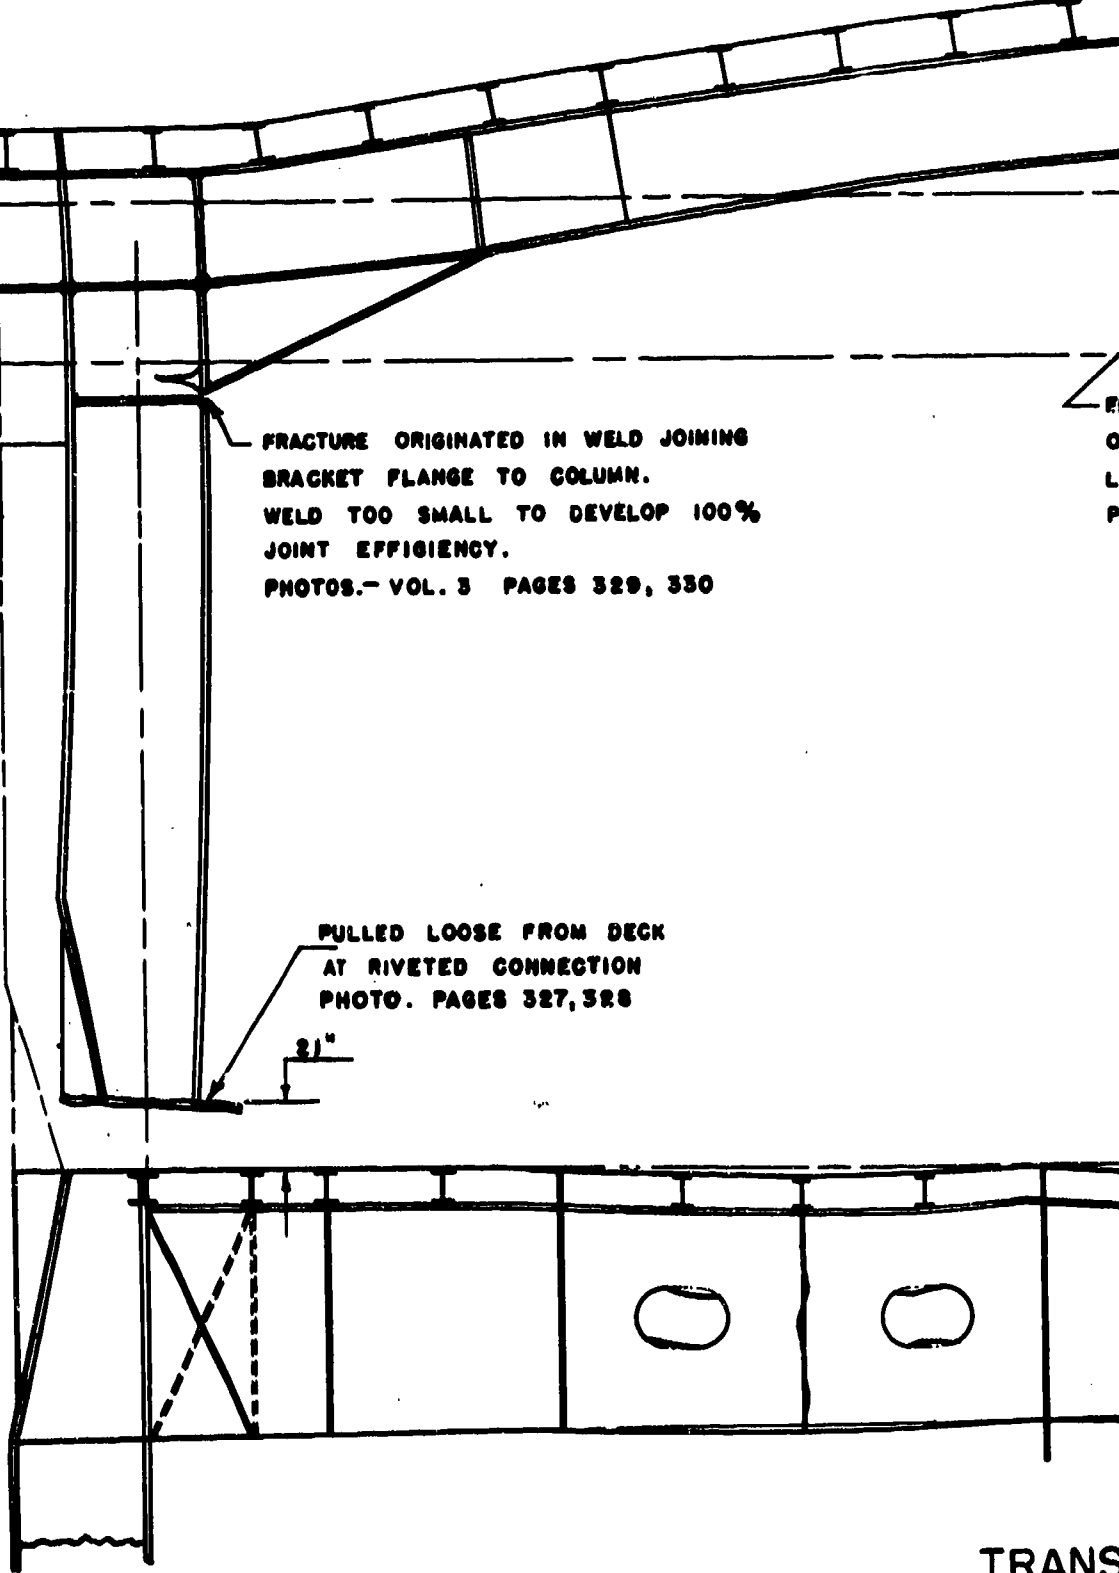 FRACTURE ORIGINATED IN WELD JOINING
BRACKET FLANGE TO COLUMN.
WELD TOO SMALL TO DEVELOP 100%
JOINT EFFICIENCY.
PHOTOS.- VOL. 3 PAGES 329, 330
O
L
P
PULLED LOOSE FROM DECK
AT RIVETED CONNECTION
PHOTO. PAGES 327, 328
21"
TRANS